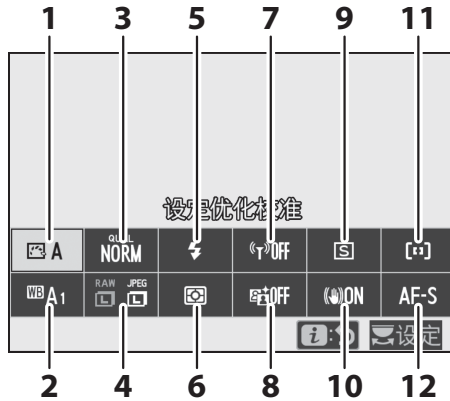 1 3 5 7 9 11
设定优化校准
A QUAL NORM OFF S
WB A1 RAW L JPEG L OFF ON AF-S
i 设定
2 4 6 8 10 12